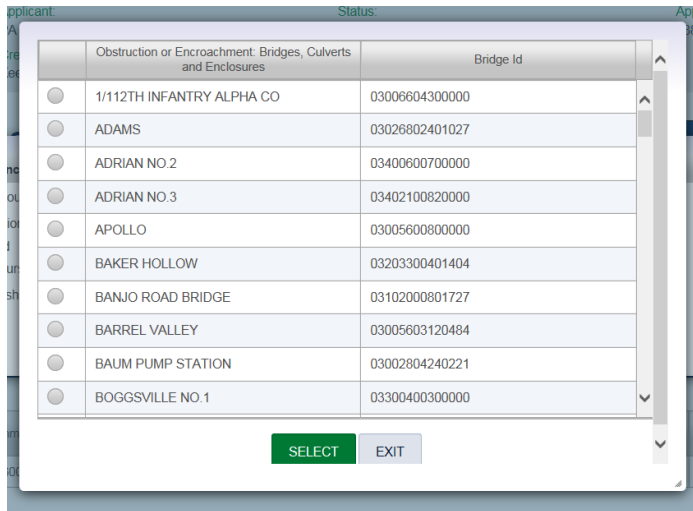 Applicant:
Status:
Obstruction or Encroachment: Bridges, Culverts
and Enclosures
Bridge Id
1/112TH INFANTRY ALPHA CO 03006604300000
ADAMS 03026802401027
ADRIAN NO.2 03400600700000
ADRIAN NO.3 03402100820000
APOLLO 03005600800000
BAKER HOLLOW 03203300401404
BANJO ROAD BRIDGE 03102000801727
BARREL VALLEY 03005603120484
BAUM PUMP STATION 03002804240221
BOGGSVILLE NO.1 03300400300000
SELECT EXIT